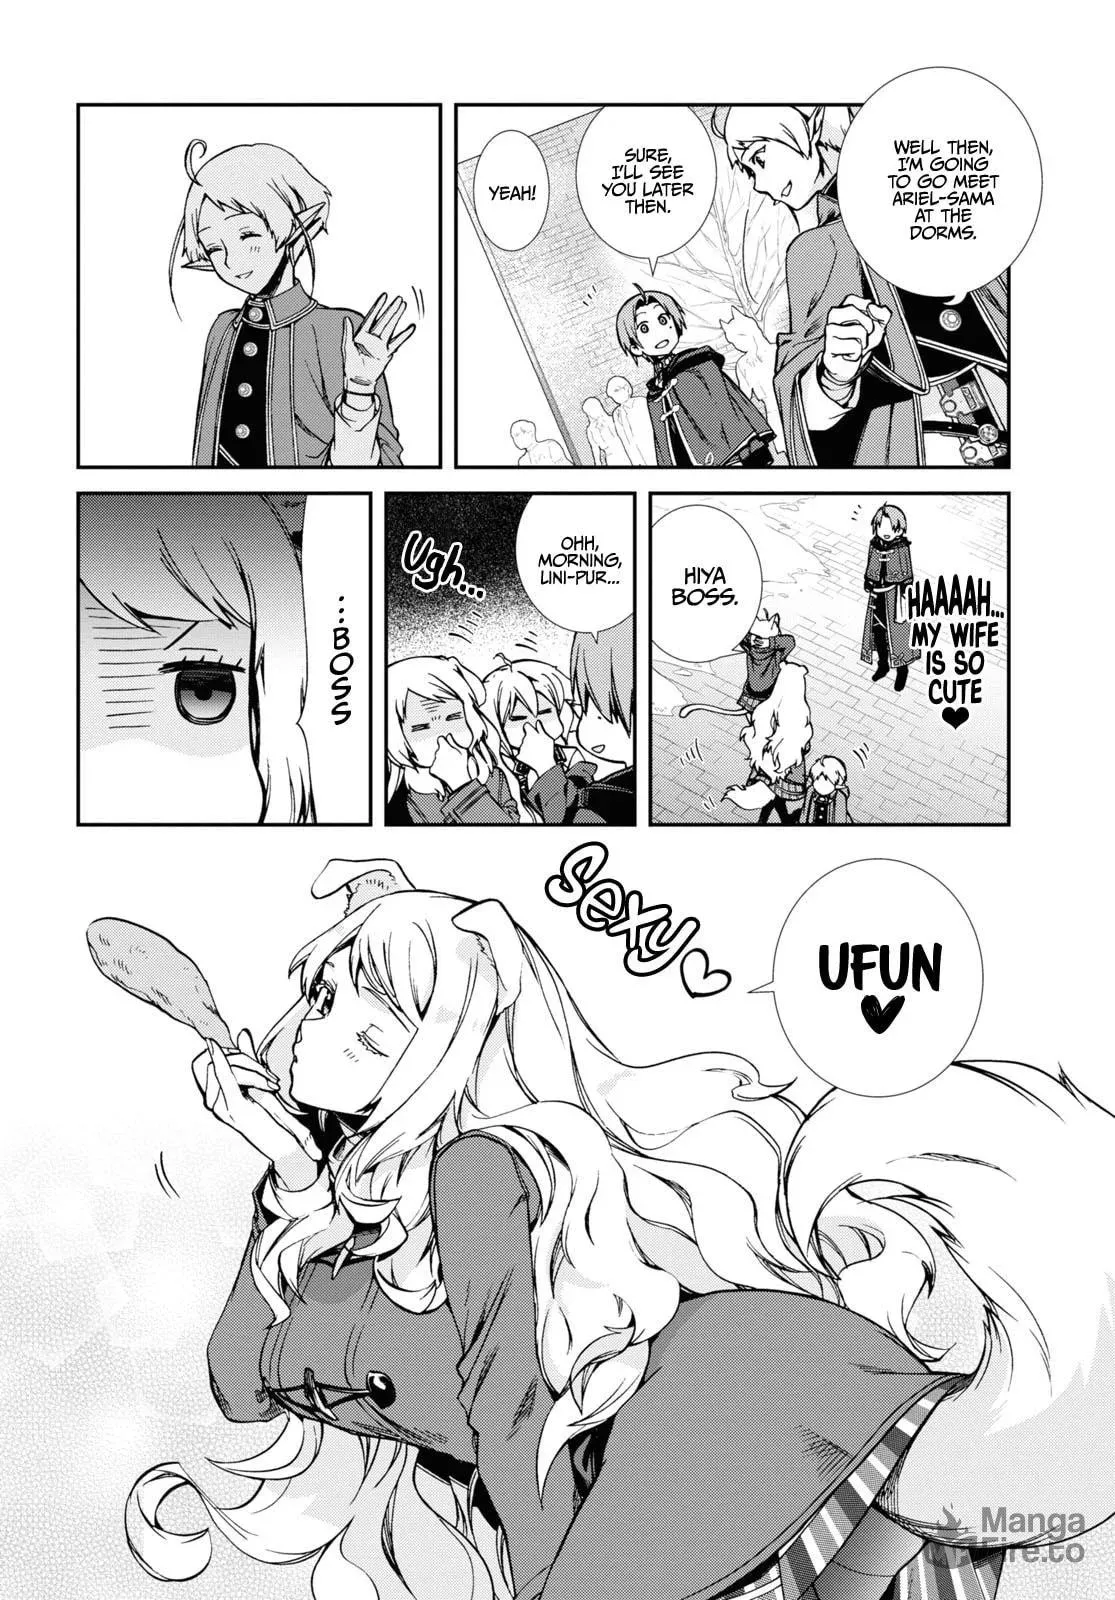 WELL THEN,
I'M GOING
TO GO MEET
ARIEL-SAMA
AT THE
DORMS.
SURE,
I'LL SEE
YOU LATER
THEN.
YEAH!
HAAAAH...
MY WIFE
IS SO
CUTE
HIYA
BOSS.
OHH,
MORNING,
LINI-PUR...
Ugh...
...BOSS
UFUN
Sexy
Manga
Fire.to